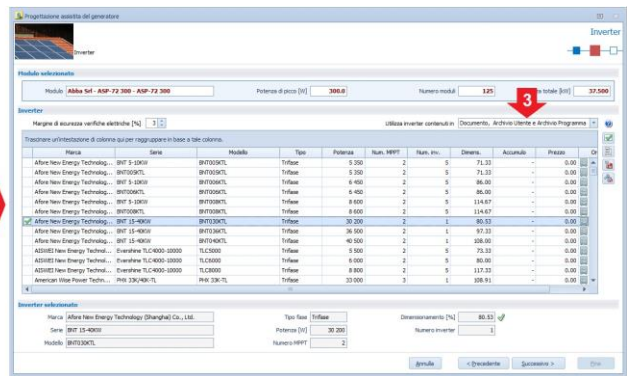 Progettazione assistita del generatore
Inverter
Inverter
Modulo selezionato
Modulo Abba Srl - ASP-72 300 - ASP-72 300 Potenza di picco [W] 300.0 Numero moduli 125 totale [kW] 37.500
3
Inverter
Margine di sicurezza verifiche elettriche [%] 3 Utilizza inverter contenuti in Documento, Archivio Utente e Archivio Programma
Trascinare un'intestazione di colonna qui per raggruppare in base a tale colonna.
Marca Serie Modello Tipo Potenza Num. MPPT Num. inv. Dimens. Accumulo Prezzo Or
Afore New Energy Technolog... BNT 5-10KW BNT005KTL Trifase 5 350 2 5 71.33 - 0.00
Afore New Energy Technolog... BNT005KTL BNT005KTL Trifase 5 350 2 5 71.33 - 0.00
Afore New Energy Technolog... BNT 5-10KW BNT006KTL Trifase 6 450 2 5 86.00 - 0.00
Afore New Energy Technolog... BNT006KTL BNT006KTL Trifase 6 450 2 5 86.00 - 0.00
Afore New Energy Technolog... BNT 5-10KW BNT008KTL Trifase 8 600 2 5 114.67 - 0.00
Afore New Energy Technolog... BNT008KTL BNT008KTL Trifase 8 600 2 5 114.67 - 0.00
Afore New Energy Technolog... BNT 15-40KW BNT030KTL Trifase 30 200 2 1 80.53 - 0.00
Afore New Energy Technolog... BNT 15-40KW BNT036KTL Trifase 36 500 2 1 97.33 - 0.00
Afore New Energy Technolog... BNT 15-40KW BNT040KTL Trifase 40 500 2 1 108.00 - 0.00
AISWEI New Energy Technol... Evershine TLC4000-10000 TLC5000 Trifase 5 500 2 5 73.33 - 0.00
AISWEI New Energy Technol... Evershine TLC4000-10000 TLC6000 Trifase 6 000 2 5 80.00 - 0.00
AISWEI New Energy Technol... Evershine TLC4000-10000 TLC8000 Trifase 8 800 2 5 117.33 - 0.00
American Wise Power Techn... PHX 33K/40K-TL PHX 33K-TL Trifase 33 000 3 1 108.91 - 0.00
Inverter selezionato
Marca Afore New Energy Technology (Shanghai) Co., Ltd. Tipo fase Trifase Dimensionamento [%] 80.53
Serie BNT 15-40KW Potenza [W] 30 200 Numero inverter 1
Modello BNT030KTL Numero MPPT 2
Annulla < Precedente Successivo > Fine